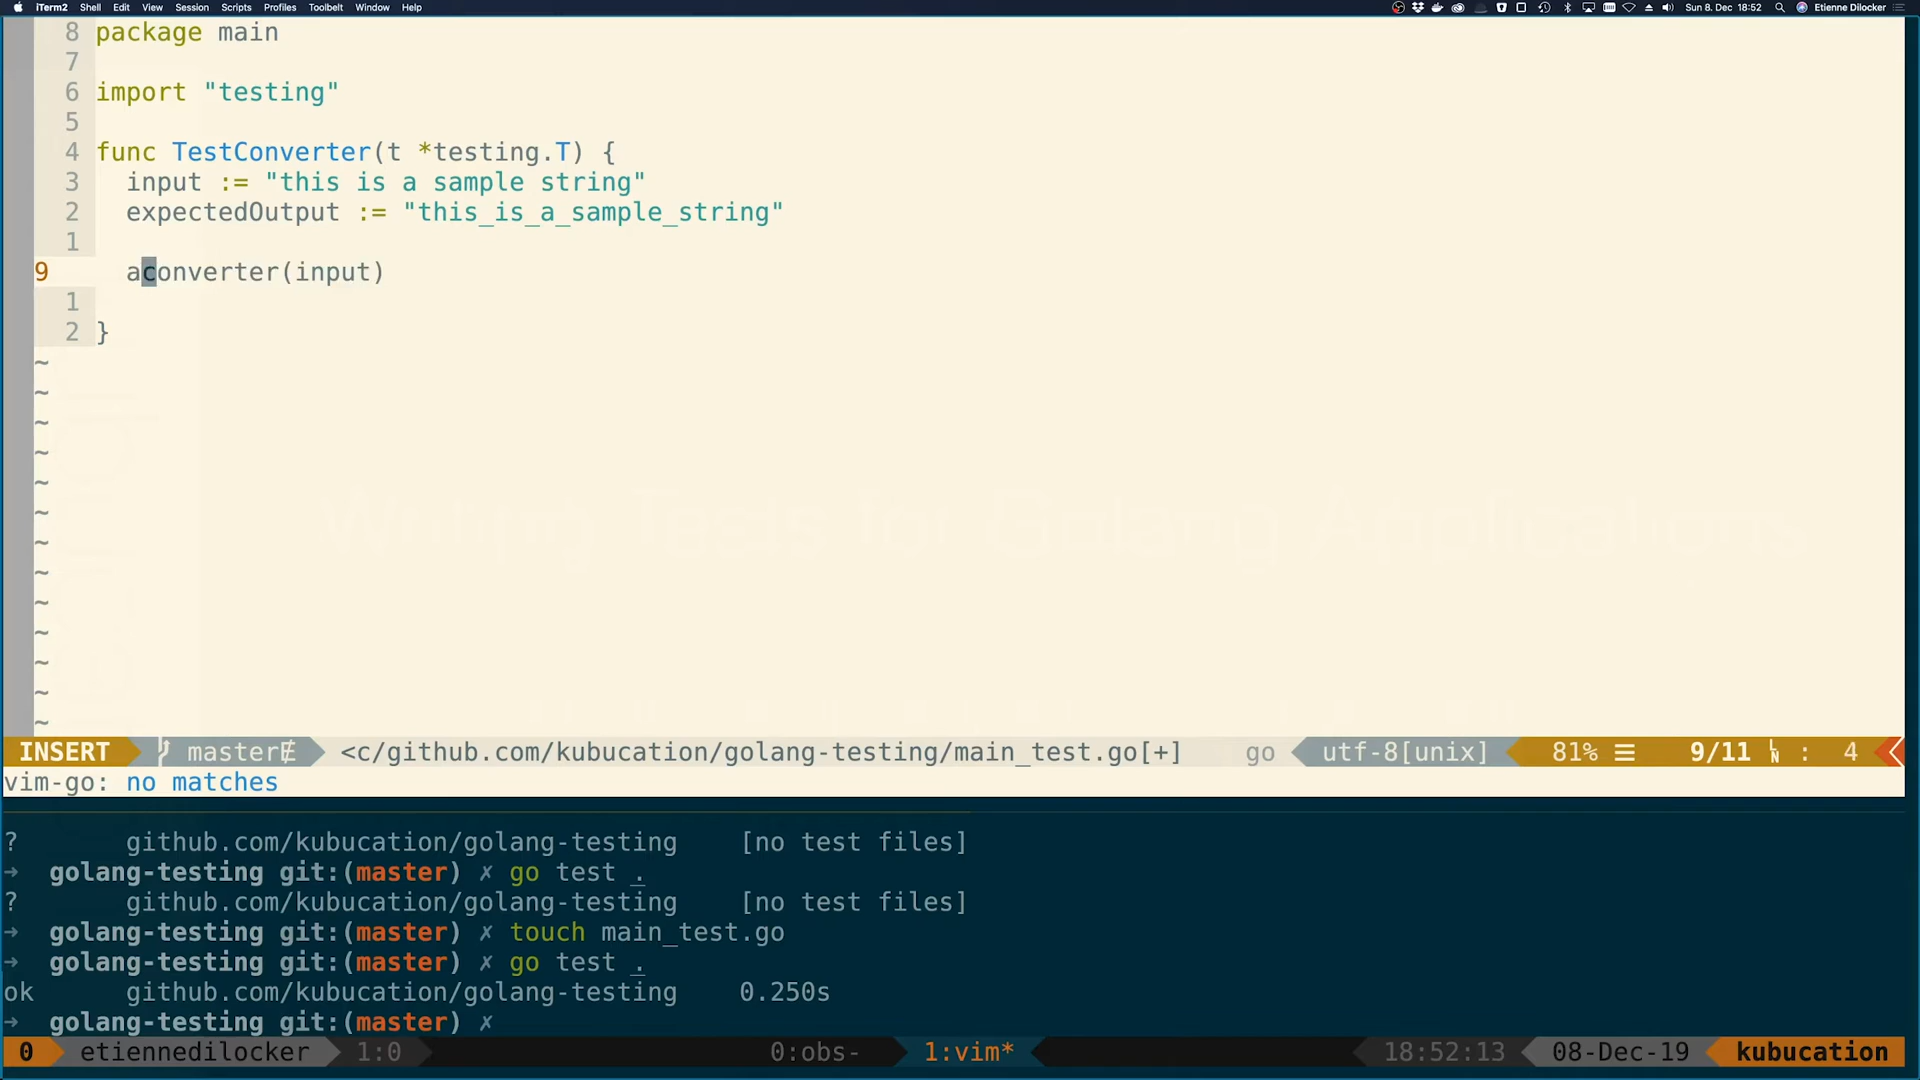 iTerm2 Shell Edit View Session Scripts Profiles Toolbelt Window Help Sun 8. Dec 18:52 Etienne Dilocker
8 package main
7
6 import "testing"
5
4 func TestConverter(t *testing.T) {
3 input := "this is a sample string"
2 expectedOutput := "this_is_a_sample_string"
1
9 aconverter(input)
1
2 }
~
~
~
~
~
~
~
~
~
~
~
~
~
Writing Tests for Golang Applications
INSERT master <c/github.com/kubucation/golang-testing/main_test.go[+] go utf-8[unix] 81% ☰ 9/11 : 4
vim-go: no matches
? github.com/kubucation/golang-testing [no test files]
→ golang-testing git:(master) ✗ go test .
? github.com/kubucation/golang-testing [no test files]
→ golang-testing git:(master) ✗ touch main_test.go
→ golang-testing git:(master) ✗ go test .
ok github.com/kubucation/golang-testing 0.250s
→ golang-testing git:(master) ✗
0 etiennedilocker 1:0 0:obs- 1:vim* 18:52:13 08-Dec-19 kubucation